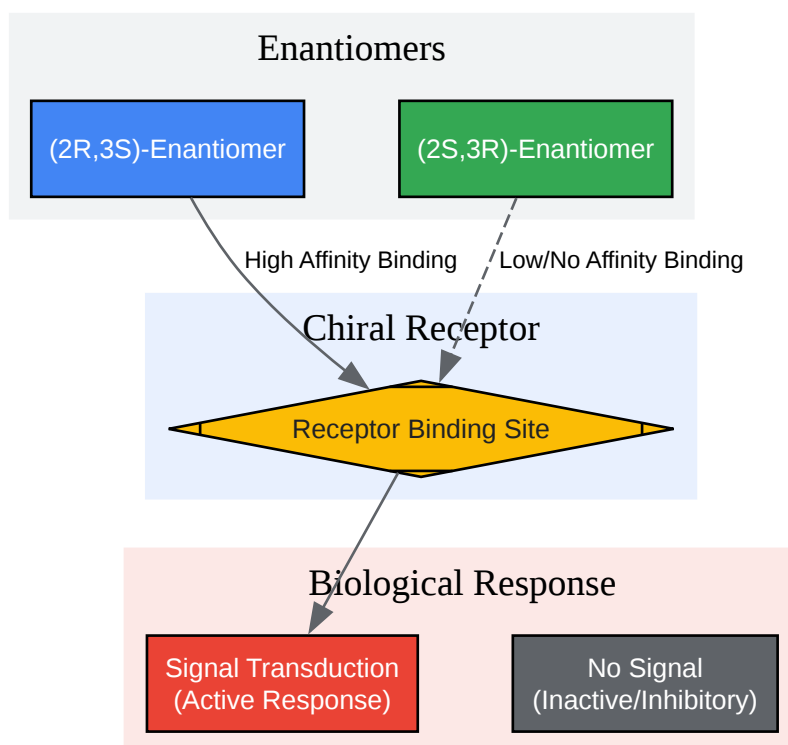 Enantiomers
(2R,3S)-Enantiomer
(2S,3R)-Enantiomer
High Affinity Binding
Low/No Affinity Binding
Chiral Receptor
Receptor Binding Site
Biological Response
Signal Transduction
(Active Response)
No Signal
(Inactive/Inhibitory)